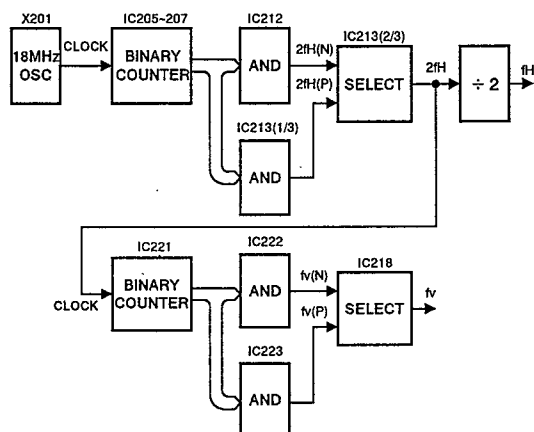 X201
18MHz
OSC
CLOCK
IC205~207
BINARY
COUNTER
IC212
AND
2fH(N)
2fH(P)
IC213(1/3)
AND
IC213(2/3)
SELECT
2fH
÷ 2
fH
CLOCK
IC221
BINARY
COUNTER
IC222
AND
fv(N)
fv(P)
IC223
AND
IC218
SELECT
fv